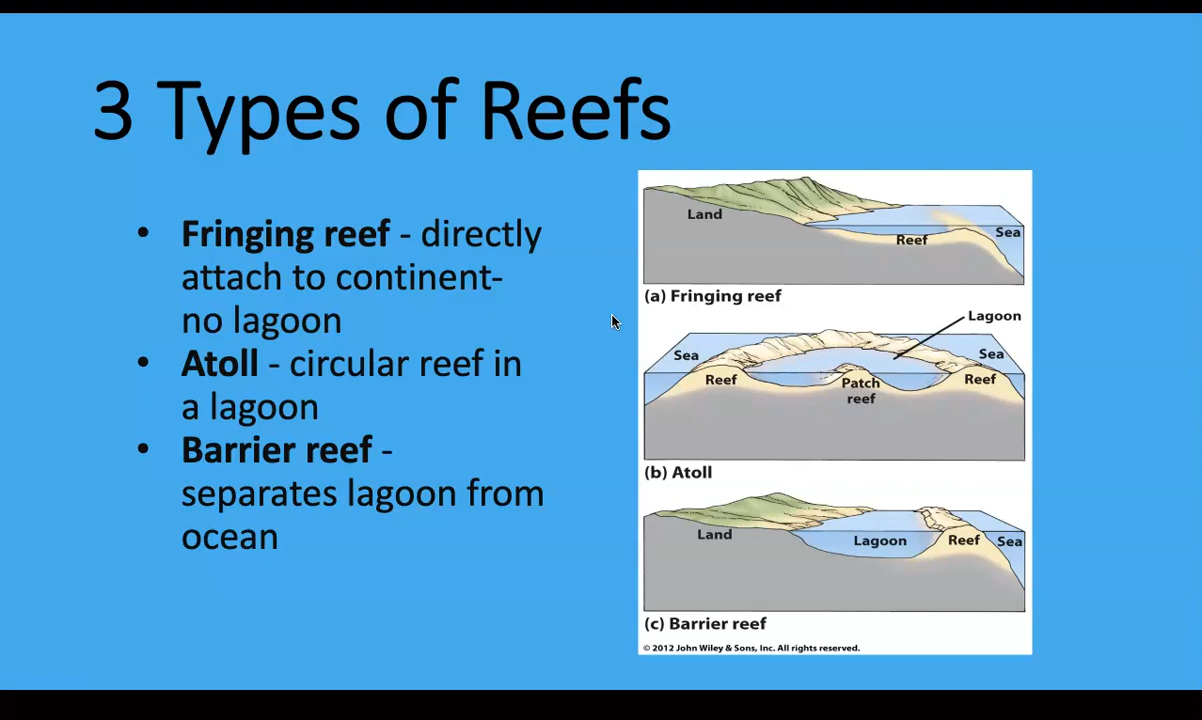 3 Types of Reefs
• Fringing reef - directly
attach to continent-
no lagoon
• Atoll - circular reef in
a lagoon
• Barrier reef -
separates lagoon from
ocean
Land
Reef
Sea
(a) Fringing reef
Lagoon
Sea
Sea
Reef
Patch
reef
Reef
(b) Atoll
Land
Lagoon
Reef
Sea
(c) Barrier reef
© 2012 John Wiley & Sons, Inc. All rights reserved.